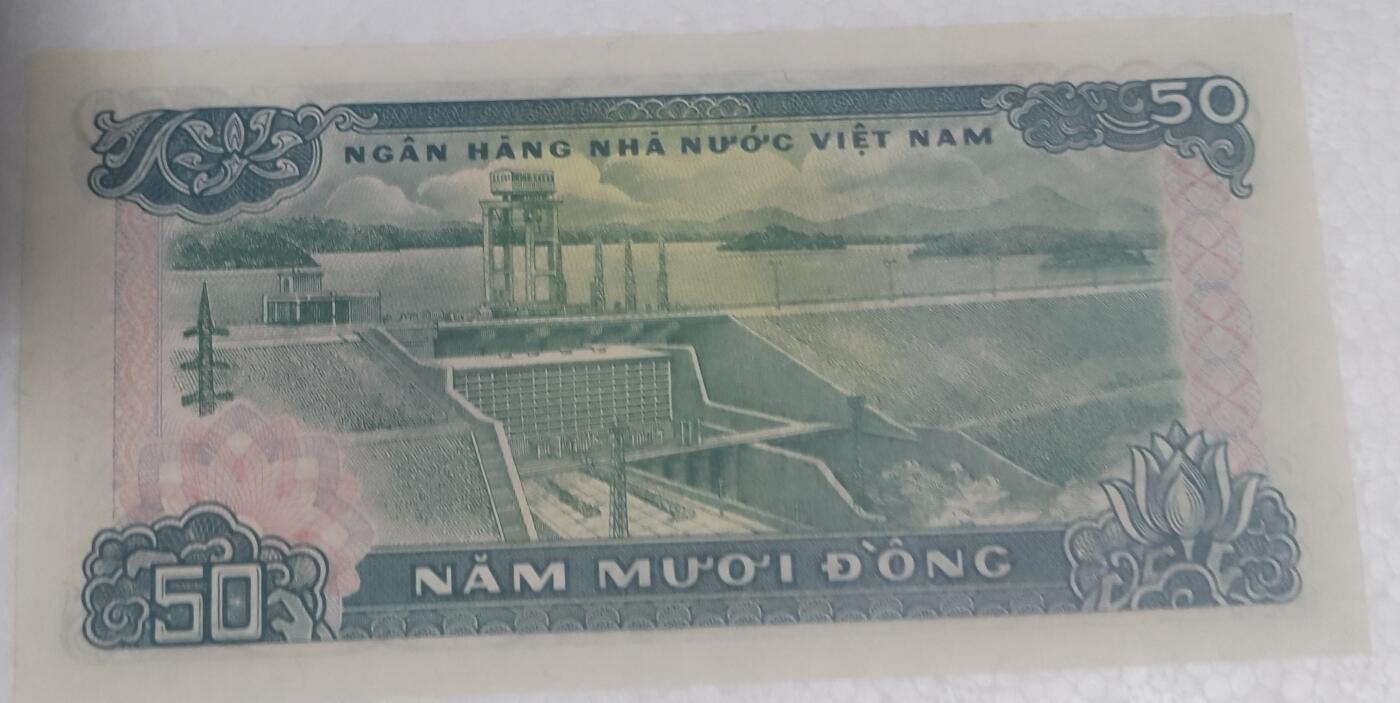 50
NGÂN HÀNG NHÀ NƯỚC VIỆT NAM
50
NĂM MƯƠI ĐỒNG